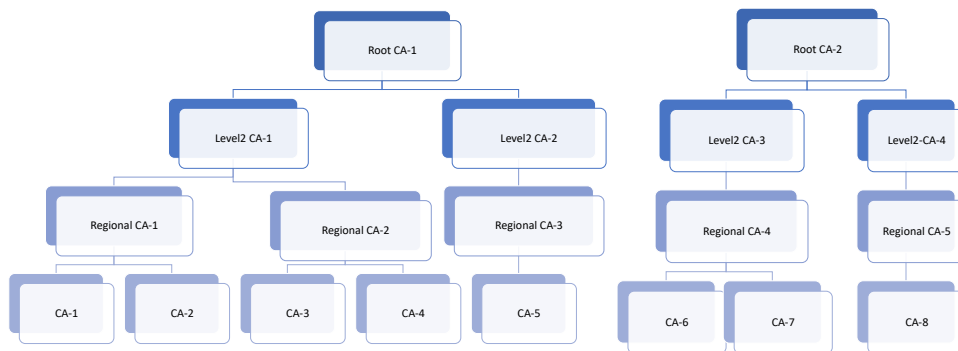 Root CA-1
Root CA-2
Level2 CA-1
Level2 CA-2
Level2 CA-3
Level2-CA-4
Regional CA-1
Regional CA-2
Regional CA-3
Regional CA-4
Regional CA-5
CA-1
CA-2
CA-3
CA-4
CA-5
CA-6
CA-7
CA-8